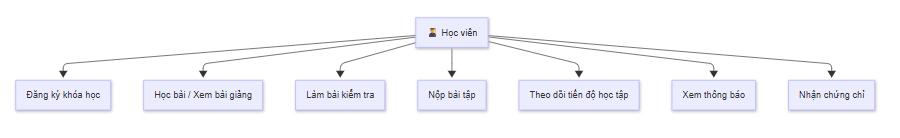 Học viên
Đăng ký khóa học
Học bài / Xem bài giảng
Làm bài kiểm tra
Nộp bài tập
Theo dõi tiến độ học tập
Xem thông báo
Nhận chứng chỉ